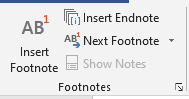 AB1
Insert Footnote
Insert Endnote
AB1 Next Footnote
Show Notes
Footnotes